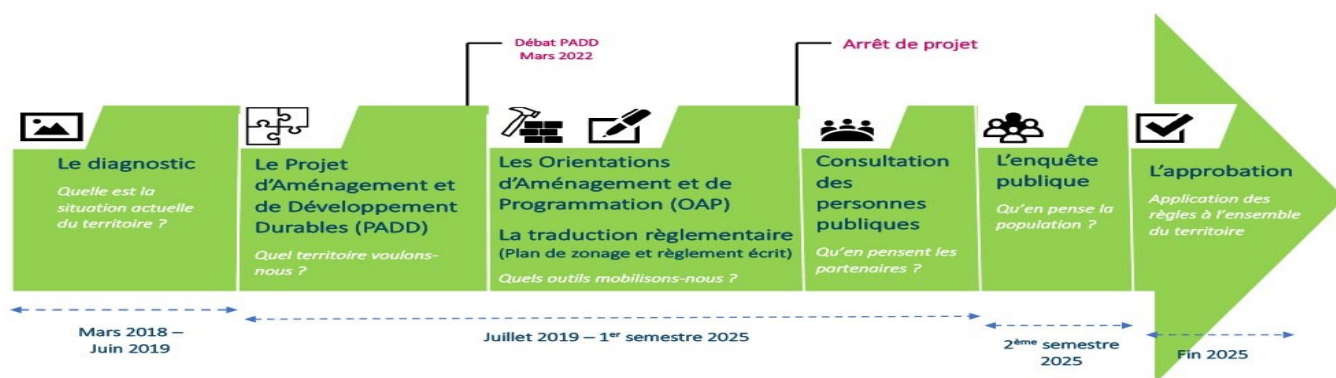 Débat PADD
Mars 2022
Arrêt de projet
Le diagnostic
Quelle est la
situation actuelle
du territoire ?
Le Projet
d'Aménagement et
de Développement
Durables (PADD)
Quel territoire voulons-
nous ?
Les Orientations
d'Aménagement et de
Programmation (OAP)
La traduction règlementaire
(Plan de zonage et règlement écrit)
Quels outils mobilisons-nous ?
Consultation
des
personnes
publiques
Qu'en pensent les
partenaires ?
L'enquête
publique
Qu'en pense la
population ?
L'approbation
Application des
règles à l'ensemble
du territoire
Mars 2018 –
Juin 2019
Juillet 2019 – 1er semestre 2025
2ème semestre
2025
Fin 2025